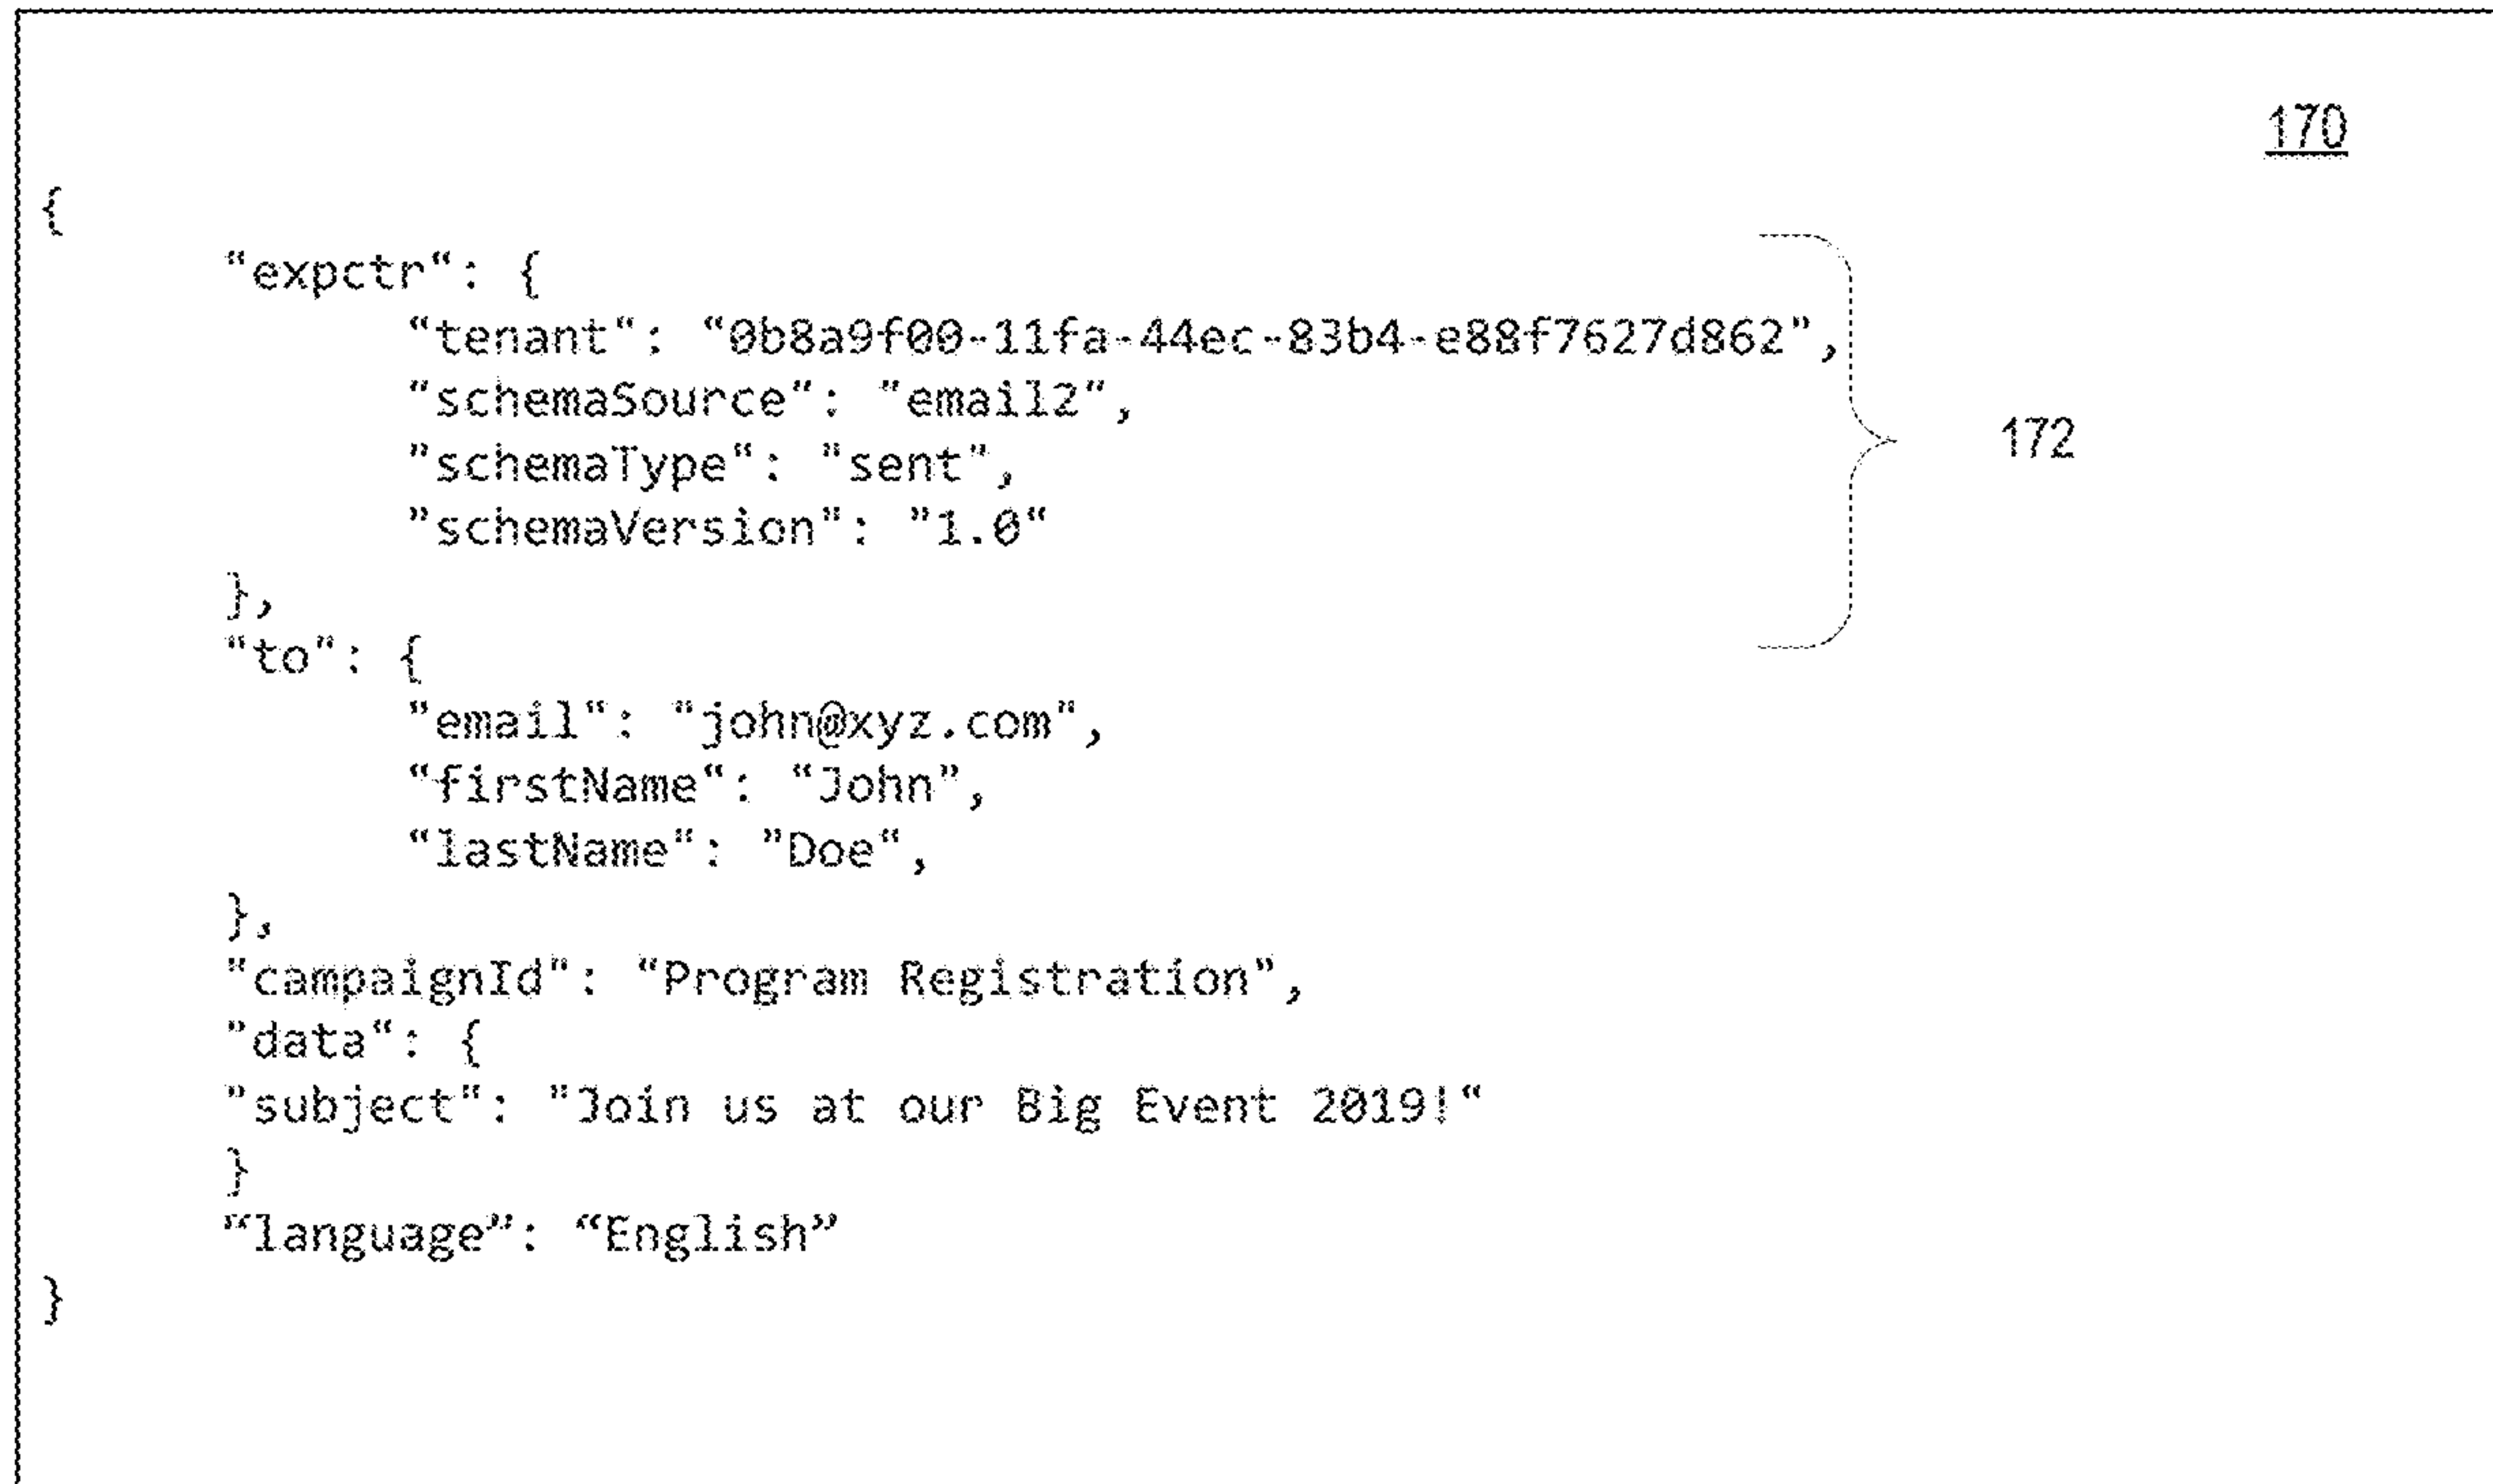 170
{
"expctr": {
"tenant": "0b8a9f00-11fa-44ec-83b4-e88f7627d862",
"schemaSource": "email2",
"schemaType": "sent",
"schemaVersion": "1.0"
172
},
"to": {
"email": "john@xyz.com",
"firstName": "John",
"lastName": "Doe",
},
"campaignId": "Program Registration",
"data": {
"subject": "Join us at our Big Event 2019!"
}
"language": "English"
}